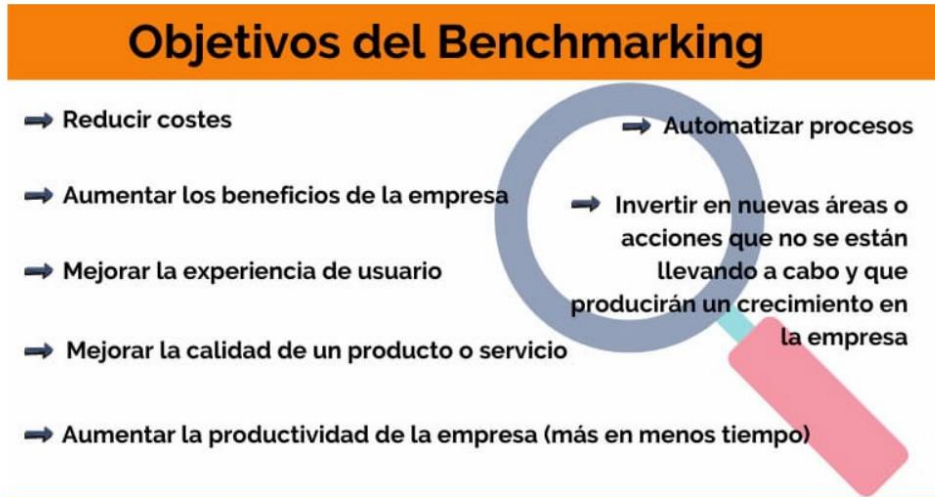 Objetivos del Benchmarking
Reducir costes
Aumentar los beneficios de la empresa
Mejorar la experiencia de usuario
Mejorar la calidad de un producto o servicio
Aumentar la productividad de la empresa (más en menos tiempo)
Automatizar procesos
Invertir en nuevas áreas o
acciones que no se están
llevando a cabo y que
producirán un crecimiento en
la empresa